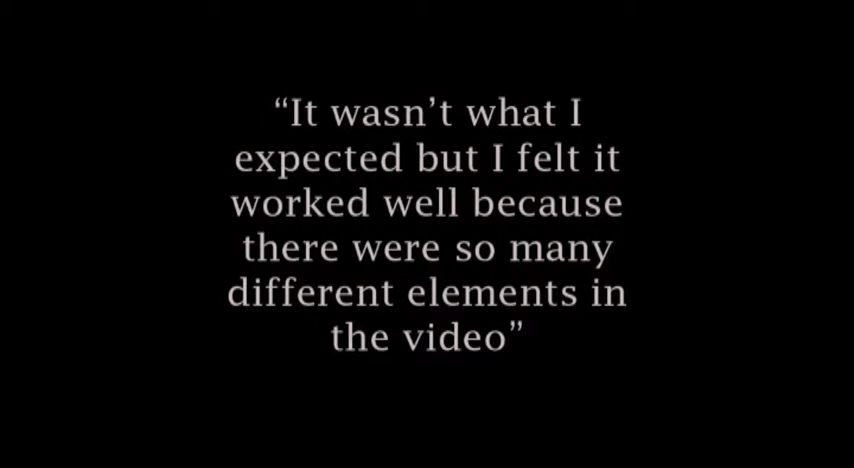 “It wasn’t what I
expected but I felt it
worked well because
there were so many
different elements in
the video”